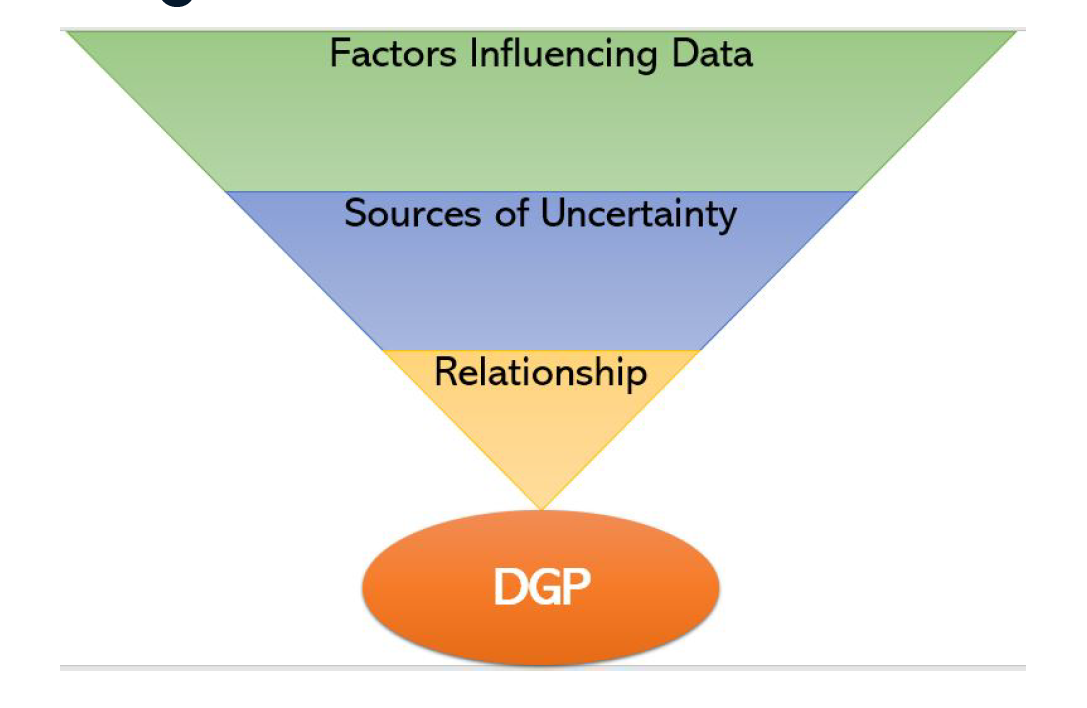 Factors Influencing Data
Sources of Uncertainty
Relationship
DGP